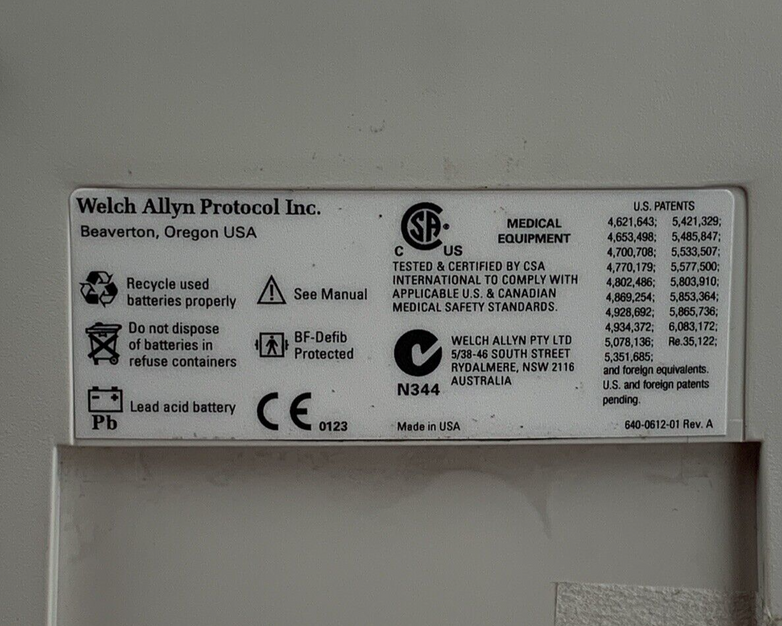 Welch Allyn Protocol Inc.
Beaverton, Oregon USA
Recycle used
batteries properly
Do not dispose
of batteries in
refuse containers
Pb
Lead acid battery
See Manual
BF-Defib
Protected
CE 0123
SA
C US
MEDICAL
EQUIPMENT
TESTED & CERTIFIED BY CSA
INTERNATIONAL TO COMPLY WITH
APPLICABLE U.S. & CANADIAN
MEDICAL SAFETY STANDARDS.
N344
WELCH ALLYN PTY LTD
5/38-46 SOUTH STREET
RYDALMERE, NSW 2116
AUSTRALIA
Made in USA
U.S. PATENTS
4,621,643; 5,421,329;
4,653,498; 5,485,847;
4,700,708; 5,533,507;
4,770,179; 5,577,500;
4,802,486; 5,803,910;
4,869,254; 5,853,364;
4,928,692; 5,865,736;
4,934,372; 6,083,172;
5,078,136; Re.35,122;
5,351,685;
and foreign equivalents.
U.S. and foreign patents
pending.
640-0612-01 Rev. A